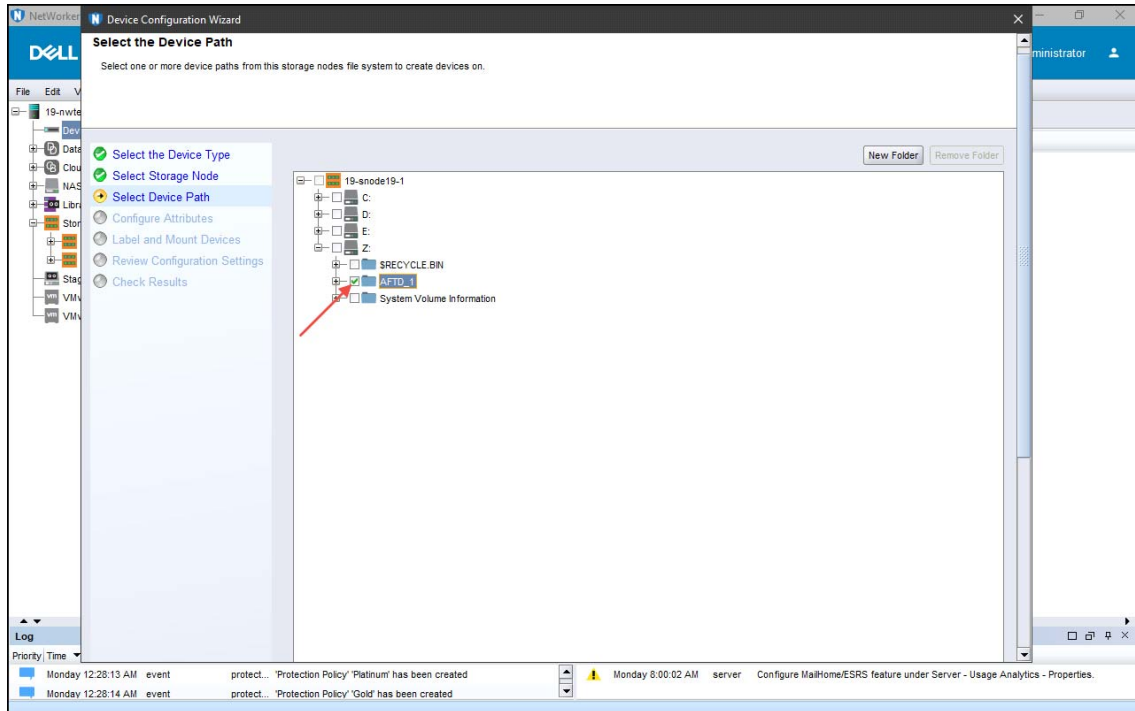 NetWorker
Device Configuration Wizard
DELL
Select the Device Path
Select one or more device paths from this storage nodes file system to create devices on.
ministrator
File Edit V
19-nwte
Dev
Data
Clou
NAS
Libra
Stor
Stag
VMv
VMv
Select the Device Type
Select Storage Node
Select Device Path
Configure Attributes
Label and Mount Devices
Review Configuration Settings
Check Results
New Folder Remove Folder
19-snode19-1
C:
D:
E:
Z:
$RECYCLE.BIN
AFTD_1
System Volume Information
Log
Priority Time
Monday 12:28:13 AM event protect... 'Protection Policy' 'Platinum' has been created
Monday 12:28:14 AM event protect... 'Protection Policy' 'Gold' has been created
Monday 8:00:02 AM server Configure MailHome/ESRS feature under Server - Usage Analytics - Properties.